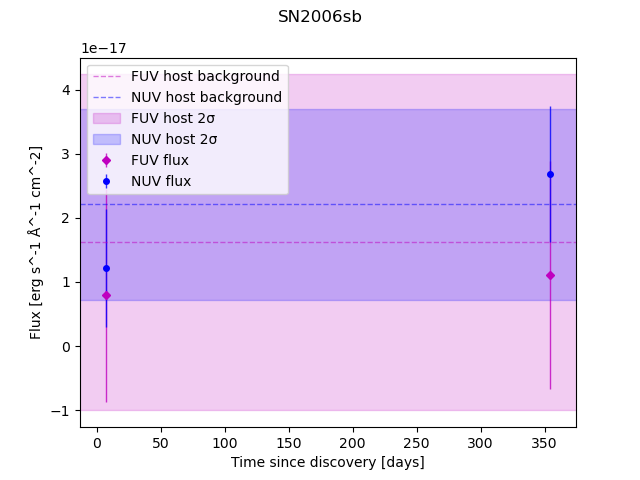 SN2006sb
1e−17
FUV host background
NUV host background
FUV host 2σ
NUV host 2σ
FUV flux
NUV flux
4
3
2
1
0
−1
Flux [erg s^-1 Å^-1 cm^-2]
0 50 100 150 200 250 300 350
Time since discovery [days]